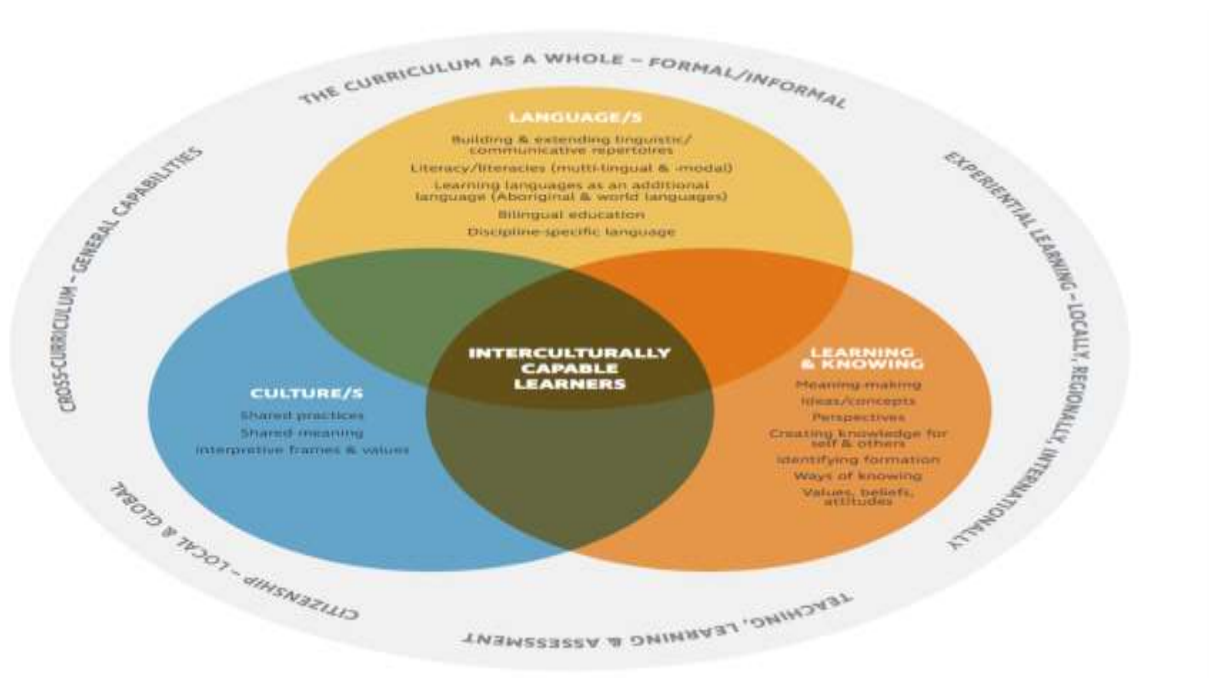 THE CURRICULUM AS A WHOLE – FORMAL/INFORMAL
CROSS-CURRICULUM – GENERAL CAPABILITIES
EXPERIENTIAL LEARNING – LOCALLY, REGIONALLY, INTERNATIONALLY
LANGUAGE/S
Building & extending linguistic/
communicative repertoires
Literacy/literacies (multi-lingual & -modal)
Learning languages as an additional
language (Aboriginal & world languages)
Bilingual education
Discipline-specific language
INTERCULTURALLY
CAPABLE
LEARNERS
CULTURE/S
Shared practices
Shared meaning
Interpretive frames & values
LEARNING
& KNOWING
Meaning-making
Ideas/concepts
Perspectives
Creating knowledge for
self & others
Identifying formation
Ways of knowing
Values, beliefs,
attitudes
CITIZENSHIP – LOCAL & GLOBAL
TEACHING, LEARNING & ASSESSMENT